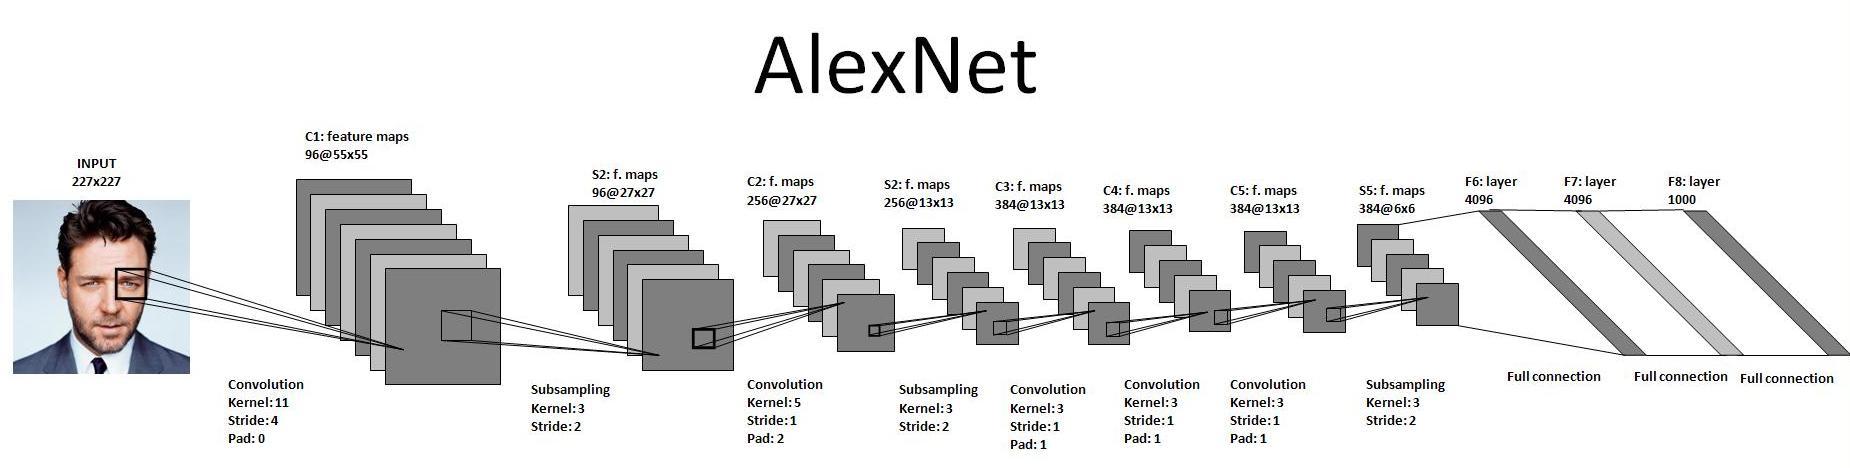 AlexNet
INPUT
227x227
C1: feature maps
96@55x55
S2: f. maps
96@27x27
C2: f. maps
256@27x27
S2: f. maps
256@13x13
C3: f. maps
384@13x13
C4: f. maps
384@13x13
C5: f. maps
384@13x13
S5: f. maps
384@6x6
F6: layer
4096
F7: layer
4096
F8: layer
1000
Convolution
Kernel: 11
Stride: 4
Pad: 0
Subsampling
Kernel: 3
Stride: 2
Convolution
Kernel: 5
Stride: 1
Pad: 2
Subsampling
Kernel: 3
Stride: 2
Convolution
Kernel: 3
Stride: 1
Pad: 1
Convolution
Kernel: 3
Stride: 1
Pad: 1
Convolution
Kernel: 3
Stride: 1
Pad: 1
Subsampling
Kernel: 3
Stride: 2
Full connection
Full connection
Full connection